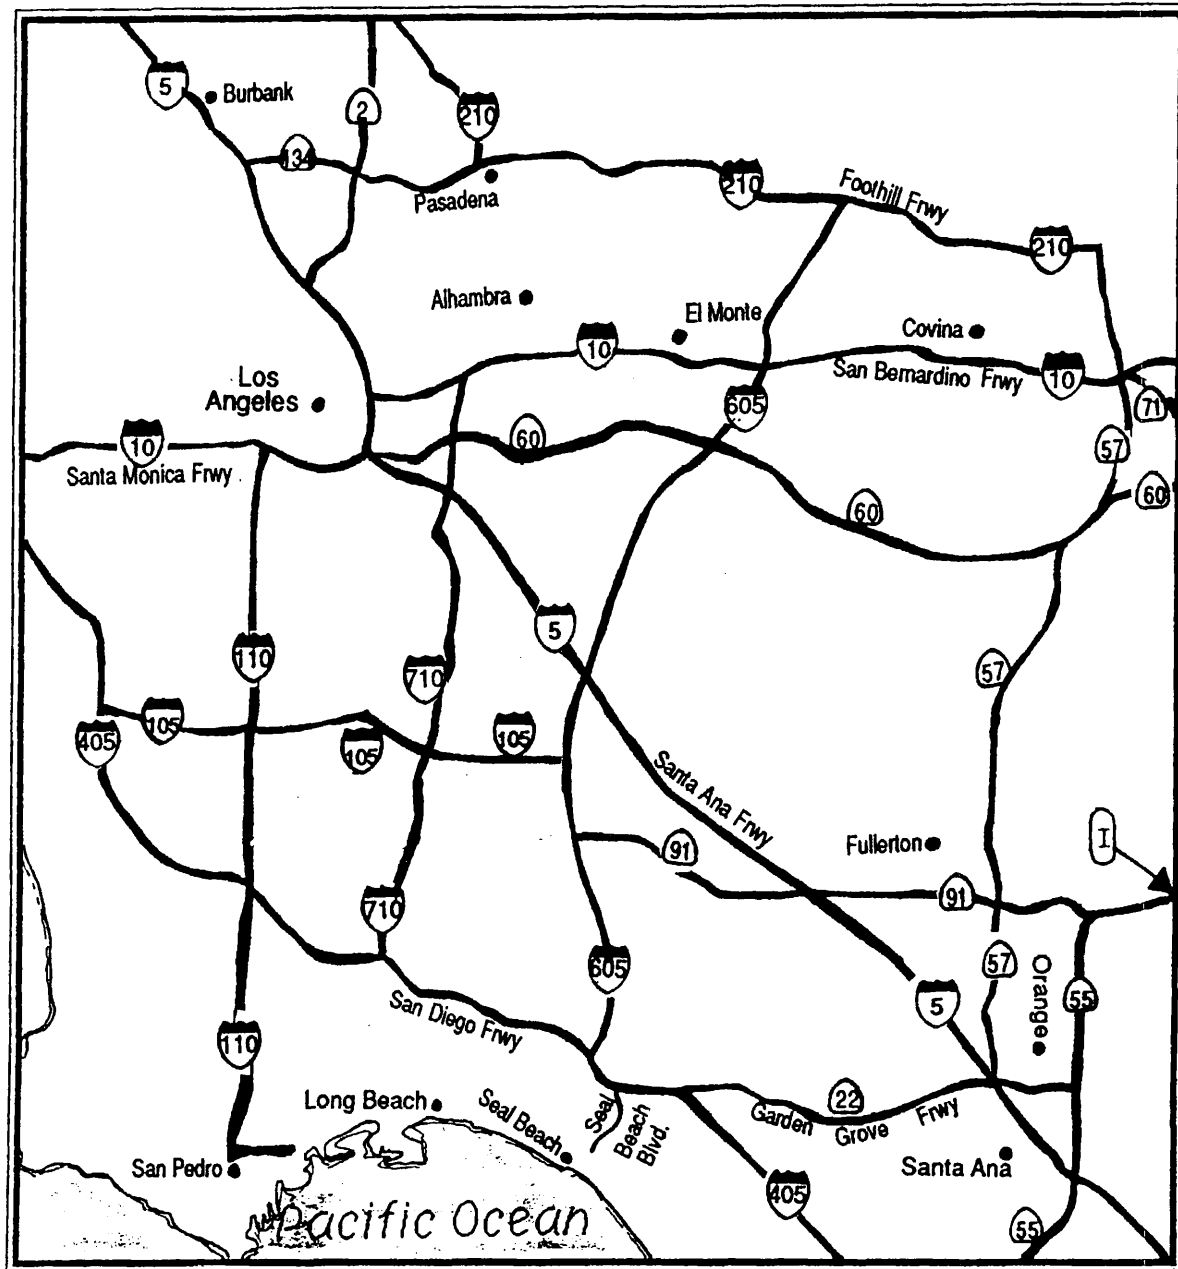 5
Burbank
2
210
134
Pasadena
210
Foothill Frwy
210
Alhambra
El Monte
Covina
10
San Bernardino Frwy
10
Los
Angeles
605
71
10
60
57
Santa Monica Frwy
60
60
5
110
57
710
105
405
105
105
Santa Ana Frwy
91
Fullerton
I
91
710
605
57
Orange
55
5
San Diego Frwy
110
Long Beach
Seal Beach
Seal
Beach
Blvd.
22
Garden
Grove
Frwy
San Pedro
Santa Ana
405
Pacific Ocean
55